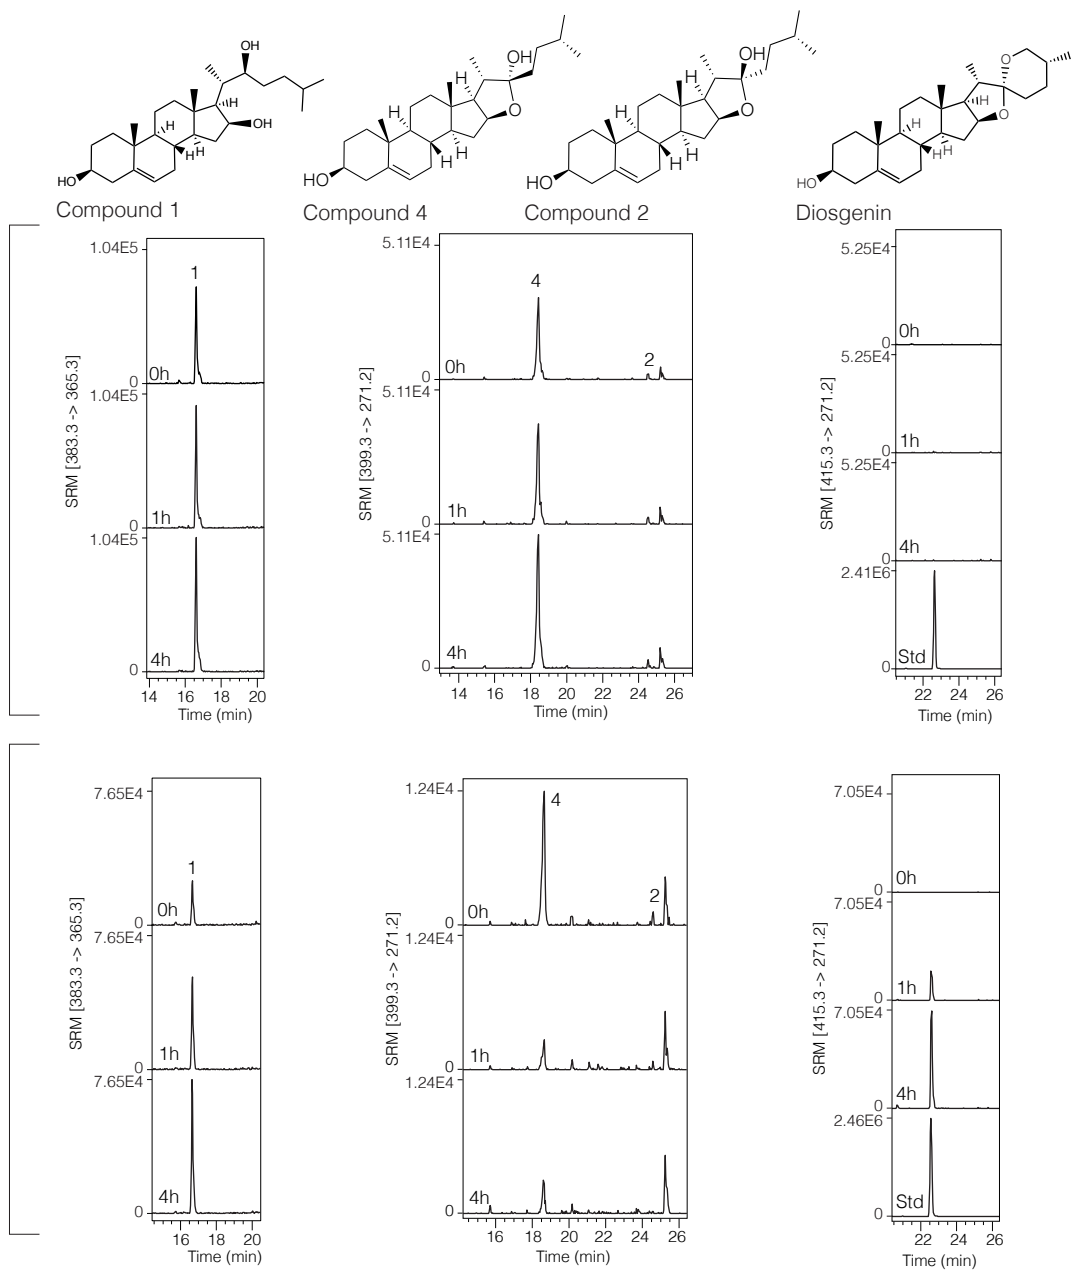 OH
OH
H
H
H
HO
Compound 1
OH
H
H
O
H
H
HO
Compound 4
OH
H
H
O
H
H
HO
Compound 2
O
H
O
H
H
H
HO
Diosgenin
SRM [383.3 -> 365.3]
1.04E5
1
0h
0
1.04E5
1h
0
1.04E5
4h
0
14 16 18 20
Time (min)
SRM [399.3 -> 271.2]
5.11E4
4
2
0h
0
5.11E4
1h
0
5.11E4
4h
0
14 16 18 20 22 24 26
Time (min)
SRM [415.3 -> 271.2]
5.25E4
0h
0
5.25E4
1h
0
5.25E4
4h
0
2.41E6
Std
0
22 24 26
Time (min)
SRM [383.3 -> 365.3]
7.65E4
1
0h
0
7.65E4
1h
0
7.65E4
4h
0
16 18 20
Time (min)
SRM [399.3 -> 271.2]
1.24E4
4
2
0h
0
1.24E4
1h
0
1.24E4
4h
0
16 18 20 22 24 26
Time (min)
SRM [415.3 -> 271.2]
7.05E4
0h
0
7.05E4
1h
0
7.05E4
4h
0
2.46E6
Std
0
22 24 26
Time (min)